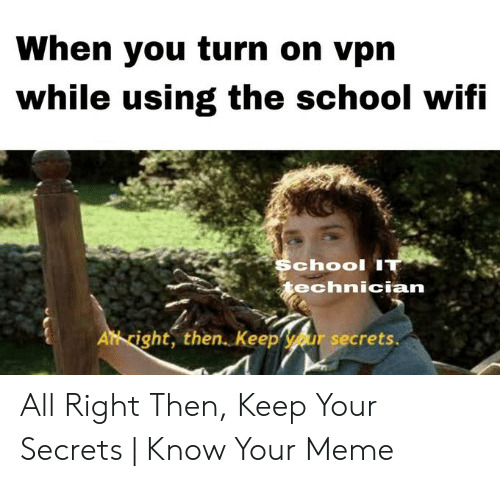 When you turn on vpn
while using the school wifi
School IT
technician
All right, then. Keep your secrets.
All Right Then, Keep Your
Secrets | Know Your Meme